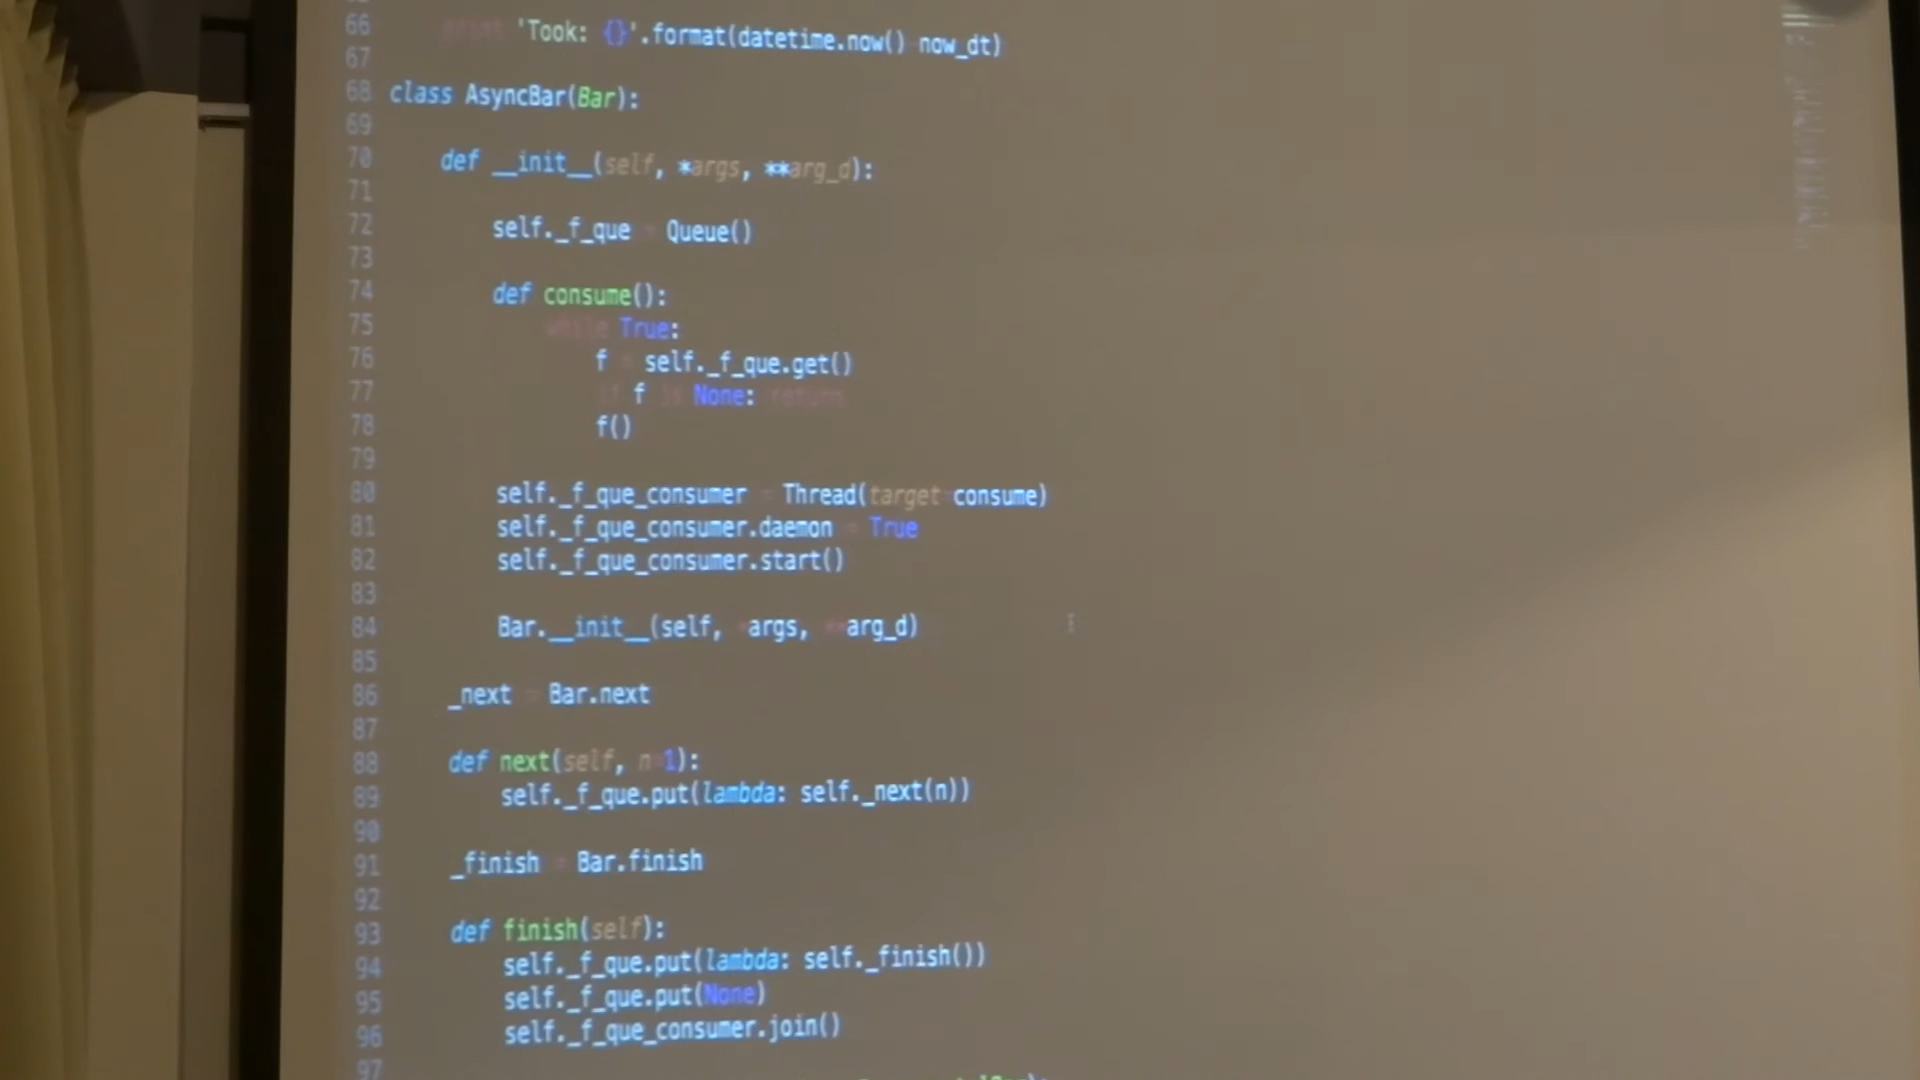 66 print 'Took: {}'.format(datetime.now() now_dt)
67
68 class AsyncBar(Bar):
69
70 def __init__(self, *args, **arg_d):
71
72 self._f_que = Queue()
73
74 def consume():
75 while True:
76 f = self._f_que.get()
77 if f is None: return
78 f()
79
80 self._f_que_consumer = Thread(target=consume)
81 self._f_que_consumer.daemon = True
82 self._f_que_consumer.start()
83
84 Bar.__init__(self, *args, **arg_d)
85
86 _next = Bar.next
87
88 def next(self, n=1):
89 self._f_que.put(lambda: self._next(n))
90
91 _finish = Bar.finish
92
93 def finish(self):
94 self._f_que.put(lambda: self._finish())
95 self._f_que.put(None)
96 self._f_que_consumer.join()
97